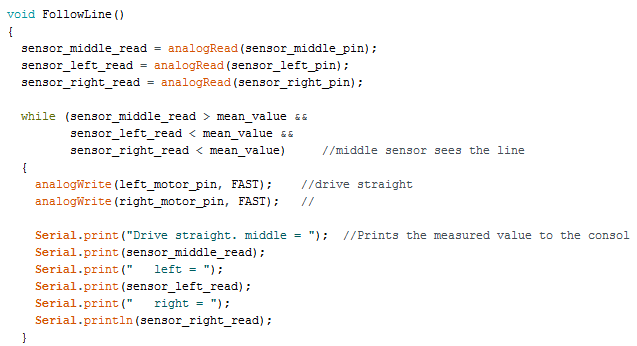 void FollowLine()
{
sensor_middle_read = analogRead(sensor_middle_pin);
sensor_left_read = analogRead(sensor_left_pin);
sensor_right_read = analogRead(sensor_right_pin);
while (sensor_middle_read > mean_value &&
sensor_left_read < mean_value &&
sensor_right_read < mean_value) //middle sensor sees the line
{
analogWrite(left_motor_pin, FAST); //drive straight
analogWrite(right_motor_pin, FAST); //
Serial.print("Drive straight. middle = "); //Prints the measured value to the consol
Serial.print(sensor_middle_read);
Serial.print("   left = ");
Serial.print(sensor_left_read);
Serial.print("   right = ");
Serial.println(sensor_right_read);
}